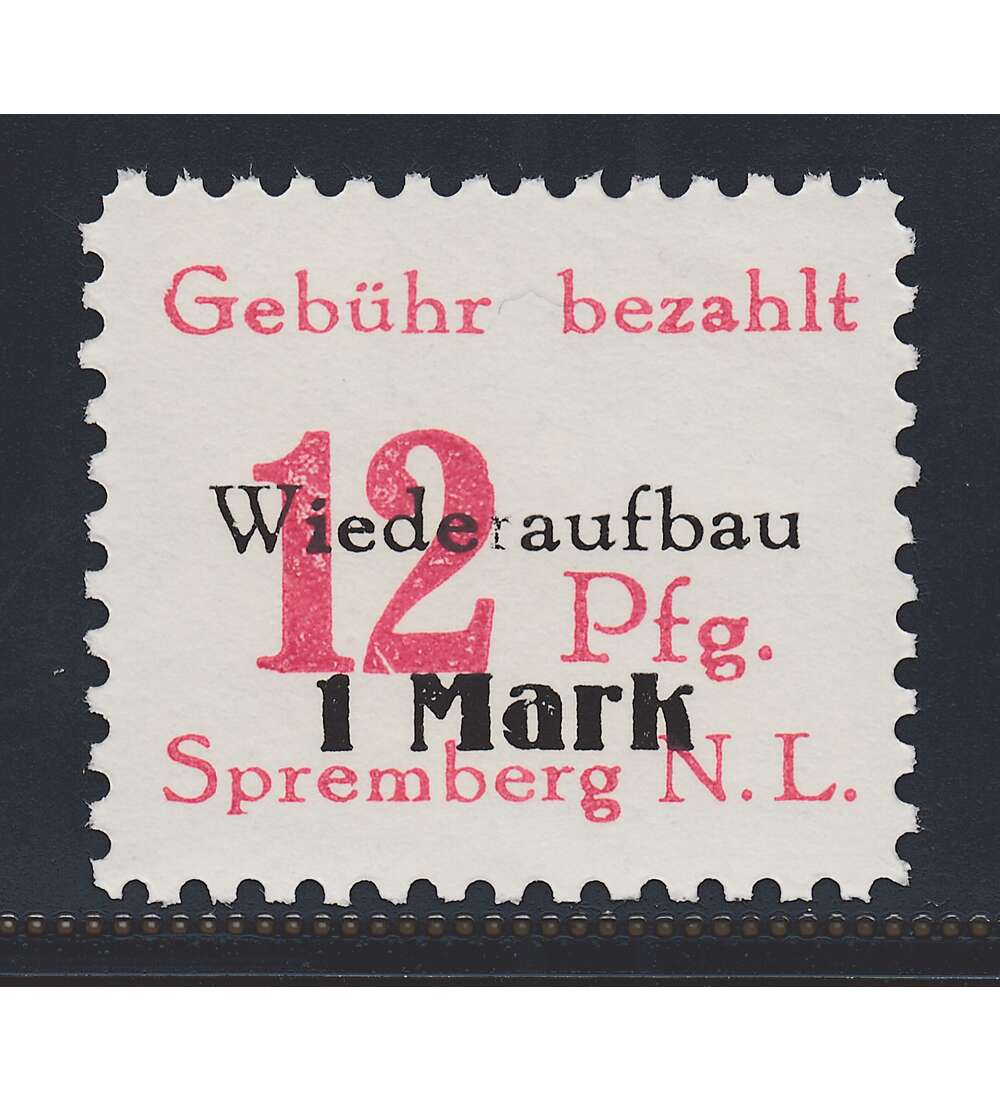 Gebühr bezahlt
12
Wiederaufbau
Pfg.
1 Mark
Spremberg N. L.